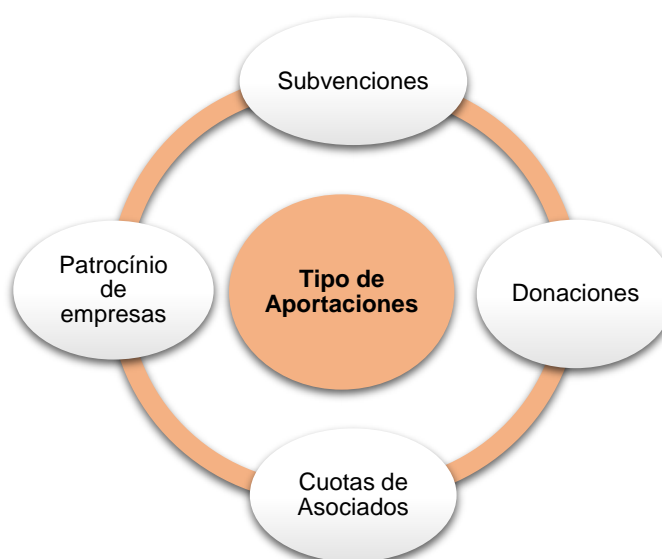 Subvenciones
Patrocínio
de
empresas
Tipo de
Aportaciones
Donaciones
Cuotas de
Asociados